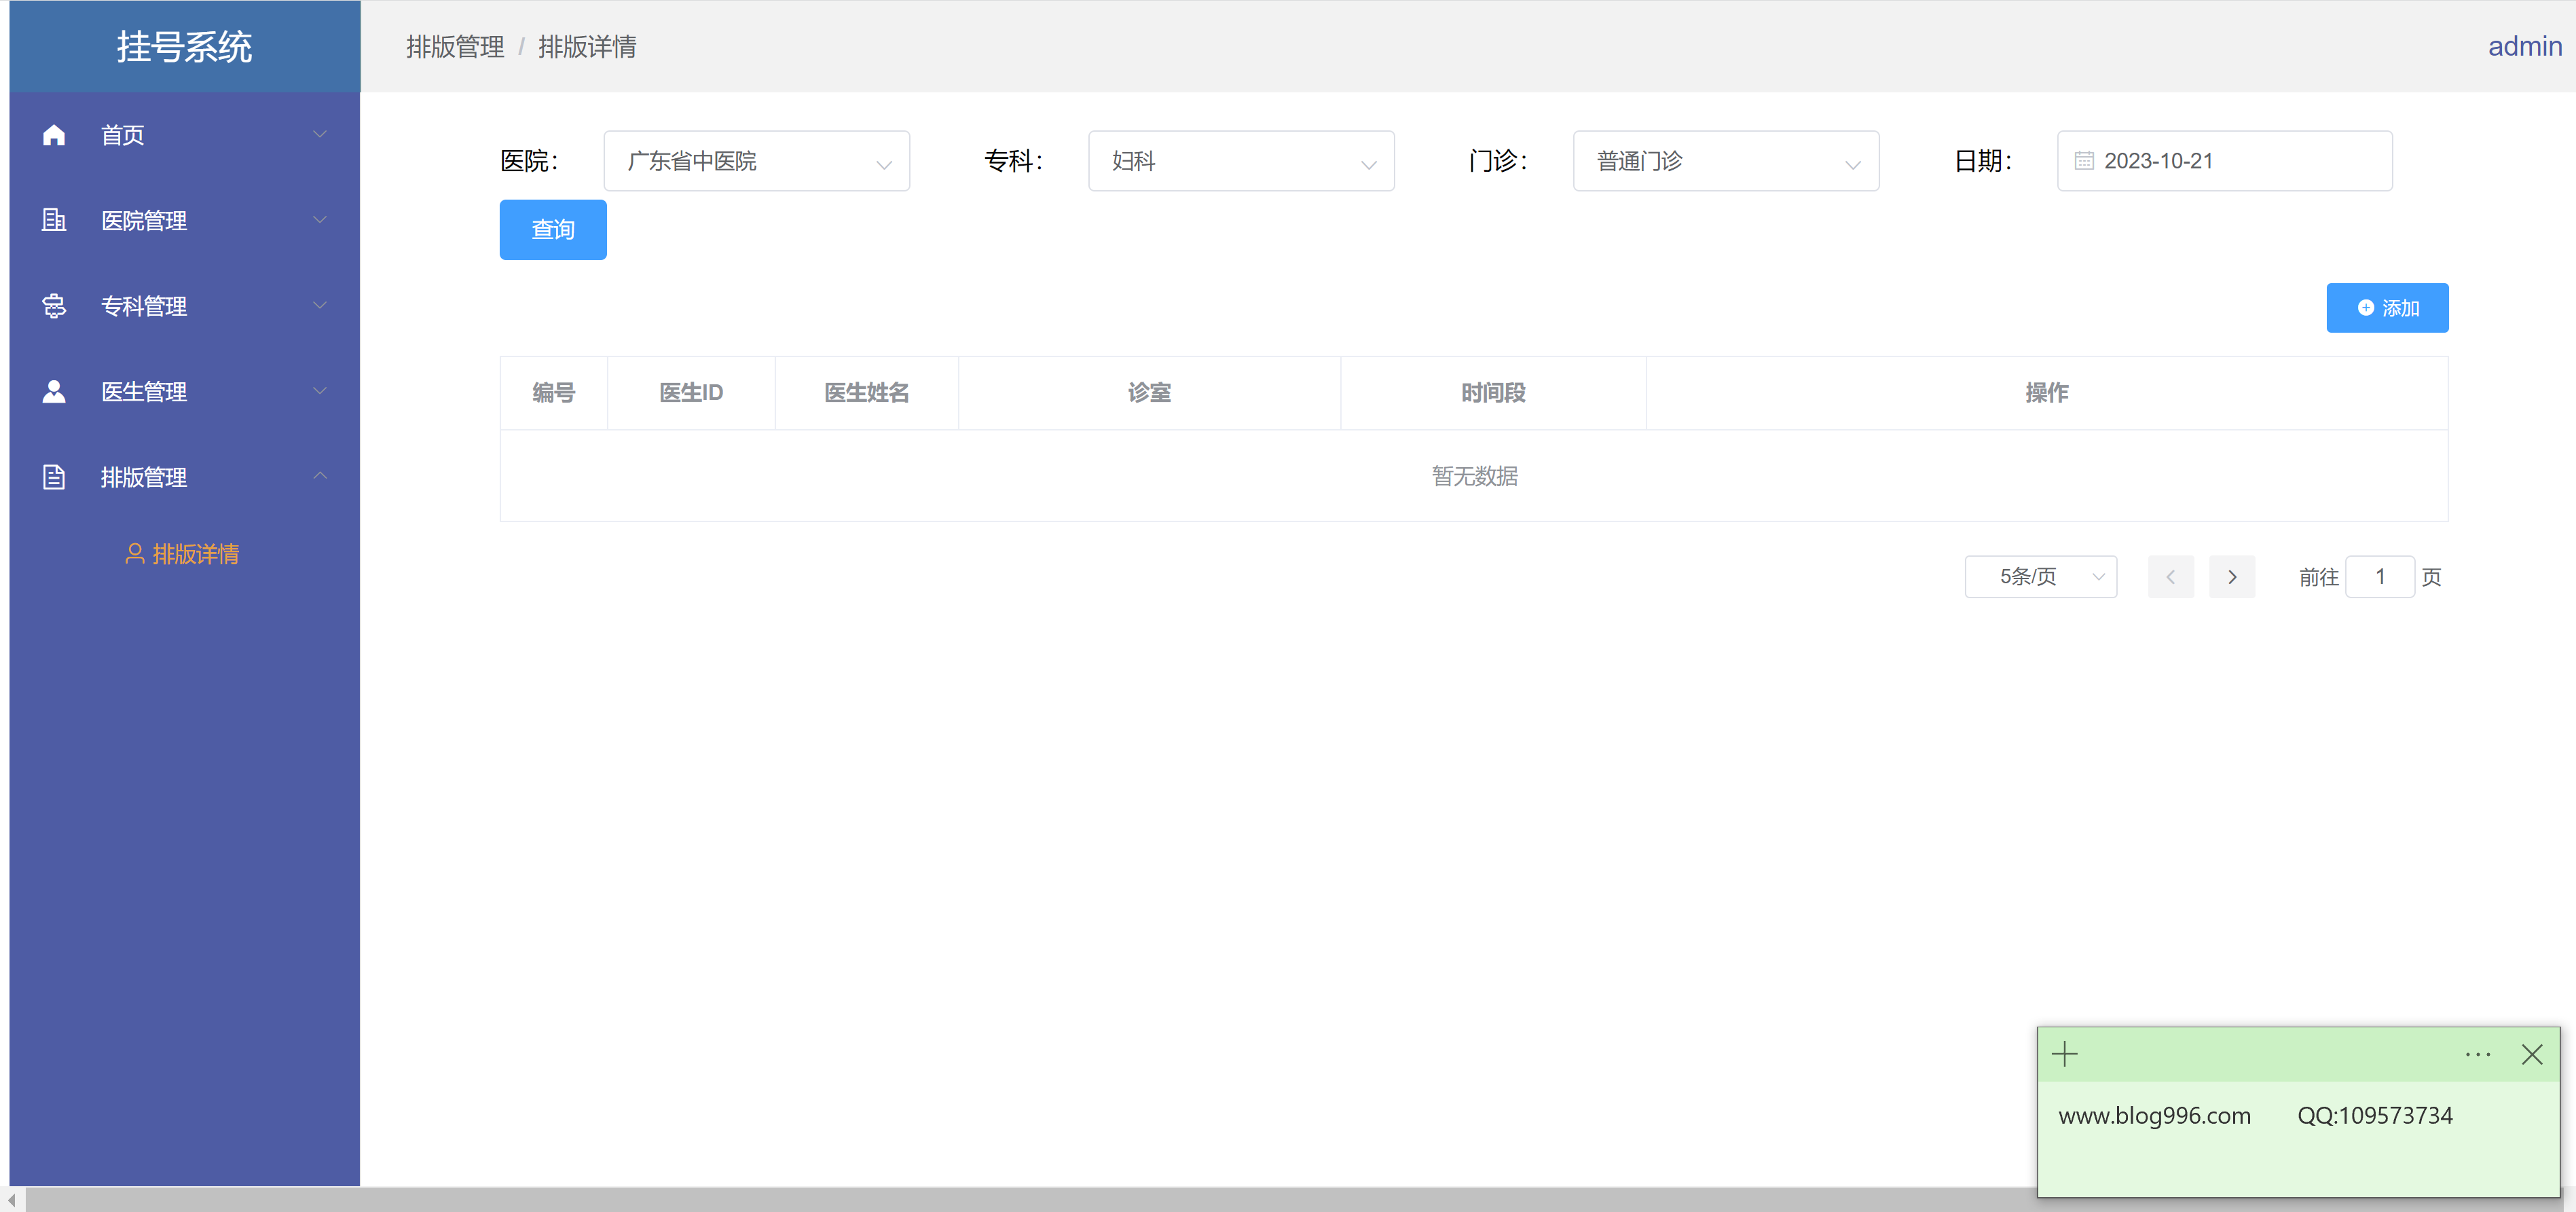 挂号系统
排版管理 / 排版详情
admin
首页
医院管理
专科管理
医生管理
排版管理
排版详情
医院： 广东省中医院 专科： 妇科 门诊： 普通门诊 日期： 2023-10-21
查询
添加
编号 医生ID 医生姓名 诊室 时间段 操作
暂无数据
5条/页 前往 1 页
www.blog996.com QQ:109573734